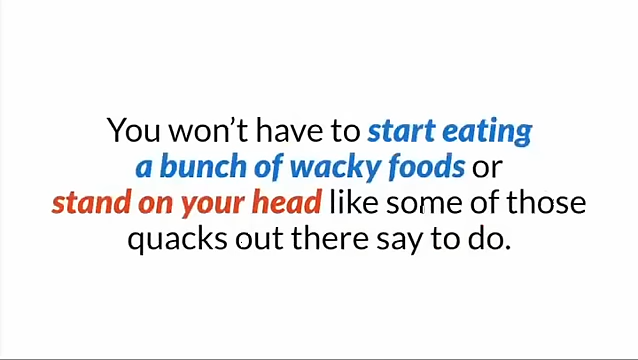 You won't have to start eating
a bunch of wacky foods or
stand on your head like some of those
quacks out there say to do.